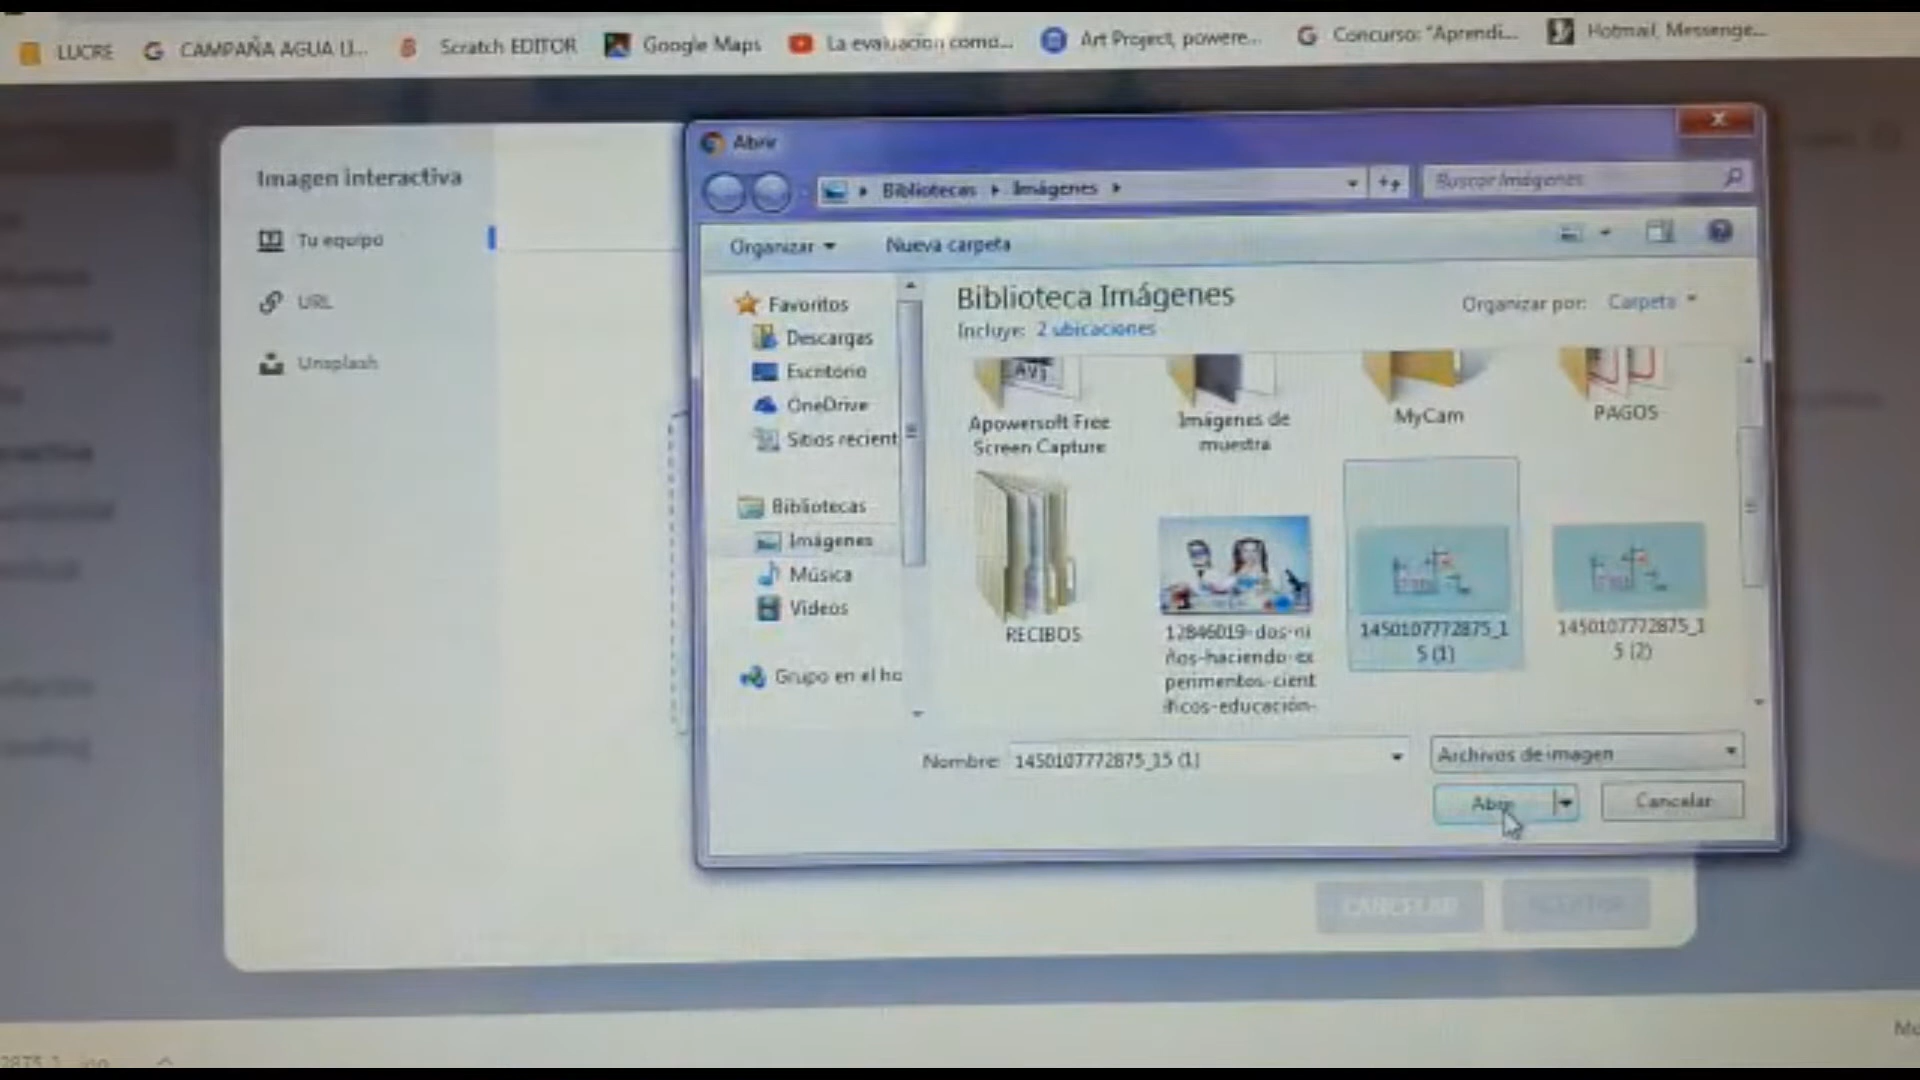 LUCRE
CAMPAÑA AGUA (J...
Scratch EDITOR
Google Maps
La evaluación como...
Art Project, powere...
Concurso: "Aprendi...
Hotmail, Messenge...
Imagen interactiva
Tu equipo
URL
Unsplash
Abrir
Bibliotecas
Imágenes
Buscar Imágenes
Organizar
Nueva carpeta
Favoritos
Descargas
Escritorio
OneDrive
Sitios recient
Bibliotecas
Imágenes
Música
Vídeos
Grupo en el ho
Biblioteca Imágenes
Incluye: 2 ubicaciones
Organizar por: Carpeta
Apowersoft Free
Screen Capture
Imágenes de
muestra
MyCam
PAGOS
RECIBOS
12846019-dos-ni
ños-haciendo-ex
perimentos-cient
íficos-educación-
1450107772875_1
5 (1)
1450107772875_1
5 (2)
Nombre: 1450107772875_15 (1)
Archivos de imagen
Abrir
Cancelar
CANCELAR